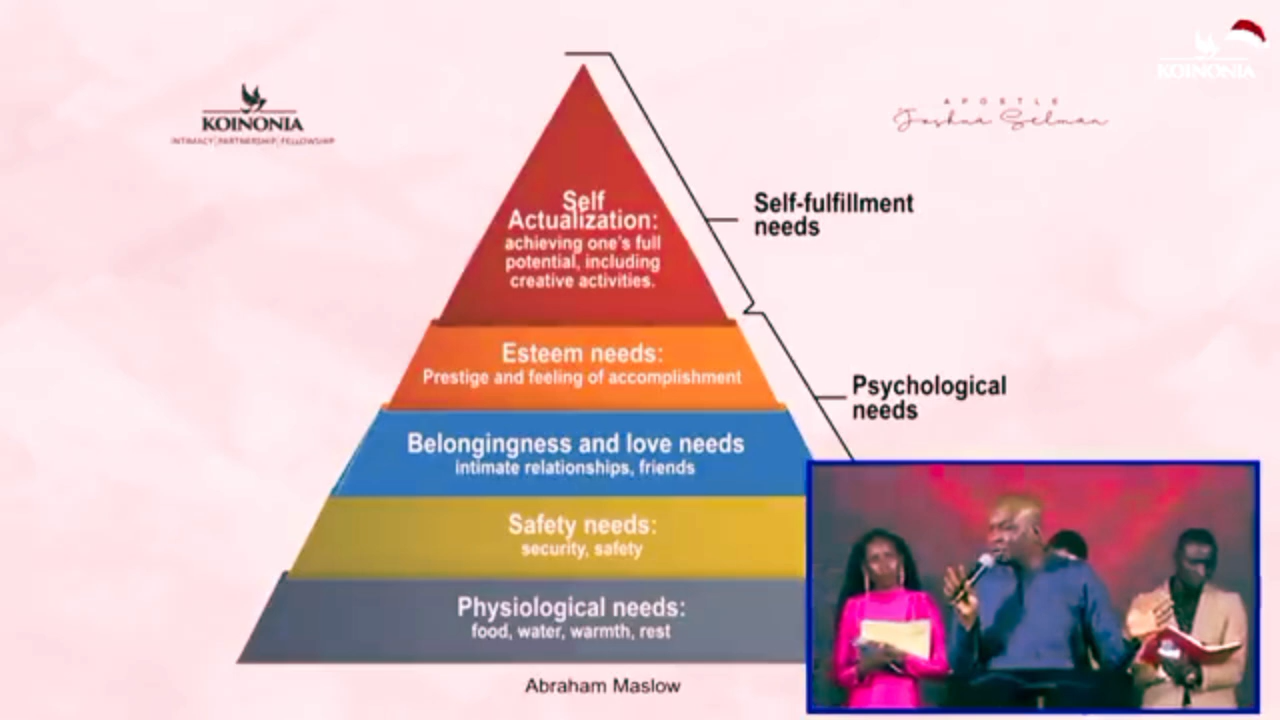 KOINONIA
KOINONIA
INTIMACY|PARTNERSHIP|FELLOWSHIP
APOSTLE
Joshua Selman
Self
Actualization:
achieving one's full
potential, including
creative activities.
Self-fulfillment
needs
Esteem needs:
Prestige and feeling of accomplishment
Psychological
needs
Belongingness and love needs
intimate relationships, friends
Safety needs:
security, safety
Physiological needs:
food, water, warmth, rest
Abraham Maslow